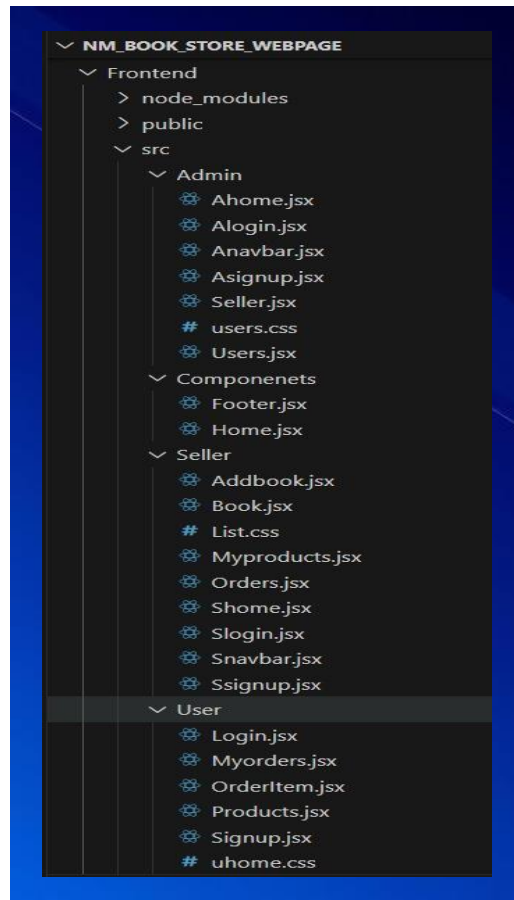 NM_BOOK_STORE_WEBPAGE
Frontend
node_modules
public
src
Admin
Ahome.jsx
Alogin.jsx
Anavbar.jsx
Asignup.jsx
Seller.jsx
# users.css
Users.jsx
Componenets
Footer.jsx
Home.jsx
Seller
Addbook.jsx
Book.jsx
# List.css
Myproducts.jsx
Orders.jsx
Shome.jsx
Slogin.jsx
Snavbar.jsx
Ssignup.jsx
User
Login.jsx
Myorders.jsx
OrderItem.jsx
Products.jsx
Signup.jsx
# uhome.css